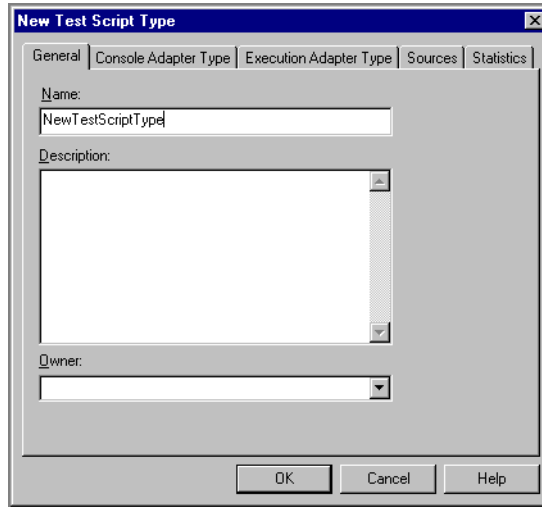 New Test Script Type
General Console Adapter Type Execution Adapter Type Sources Statistics
Name:
NewTestScriptType
Description:
Owner:
OK Cancel Help